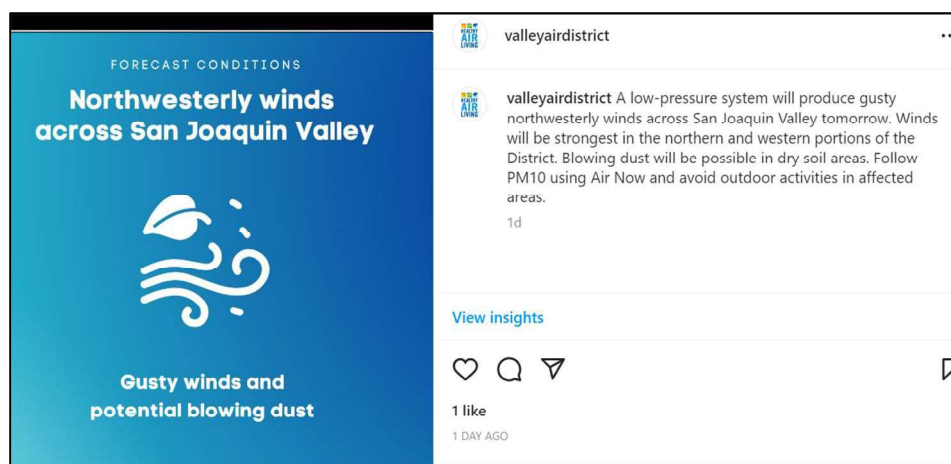 FORECAST CONDITIONS
Northwesterly winds
across San Joaquin Valley
Gusty winds and
potential blowing dust
HEALTHY
AIR
LIVING
valleyairdistrict
HEALTHY
AIR
LIVING
valleyairdistrict A low-pressure system will produce gusty
northwesterly winds across San Joaquin Valley tomorrow. Winds
will be strongest in the northern and western portions of the
District. Blowing dust will be possible in dry soil areas. Follow
PM10 using Air Now and avoid outdoor activities in affected
areas.
1d
View insights
1 like
1 DAY AGO